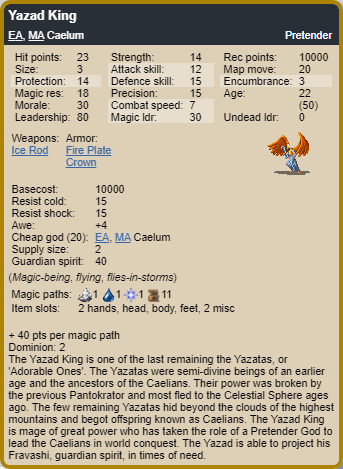 Yazad King
EA, MA Caelum Pretender
Hit points: 23 Strength: 14 Rec points: 10000
Size: 3 Attack skill: 12 Map move: 20
Protection: 14 Defence skill: 15 Encumbrance: 3
Magic res: 18 Precision: 15 Age: 22
Morale: 30 Combat speed: 7 (50)
Leadership: 80 Magic ldr: 30 Undead ldr: 0
Weapons: Armor:
Ice Rod Fire Plate
Crown
Basecost: 10000
Resist cold: 15
Resist shock: 15
Awe: +4
Cheap god (20): EA, MA Caelum
Supply size: 2
Guardian spirit: 40
(Magic-being, flying, flies-in-storms)
Magic paths: 1 1 1 11
Item slots: 2 hands, head, body, feet, 2 misc
+ 40 pts per magic path
Dominion: 2
The Yazad King is one of the last remaining the Yazatas, or
'Adorable Ones'. The Yazatas were semi-divine beings of an earlier
age and the ancestors of the Caelians. Their power was broken by
the previous Pantokrator and most fled to the Celestial Sphere ages
ago. The few remaining Yazatas hid beyond the clouds of the highest
mountains and begot offspring known as Caelians. The Yazad King
is mage of great power who has taken the role of a Pretender God to
lead the Caelians in world conquest. The Yazad is able to project his
Fravashi, guardian spirit, in times of need.